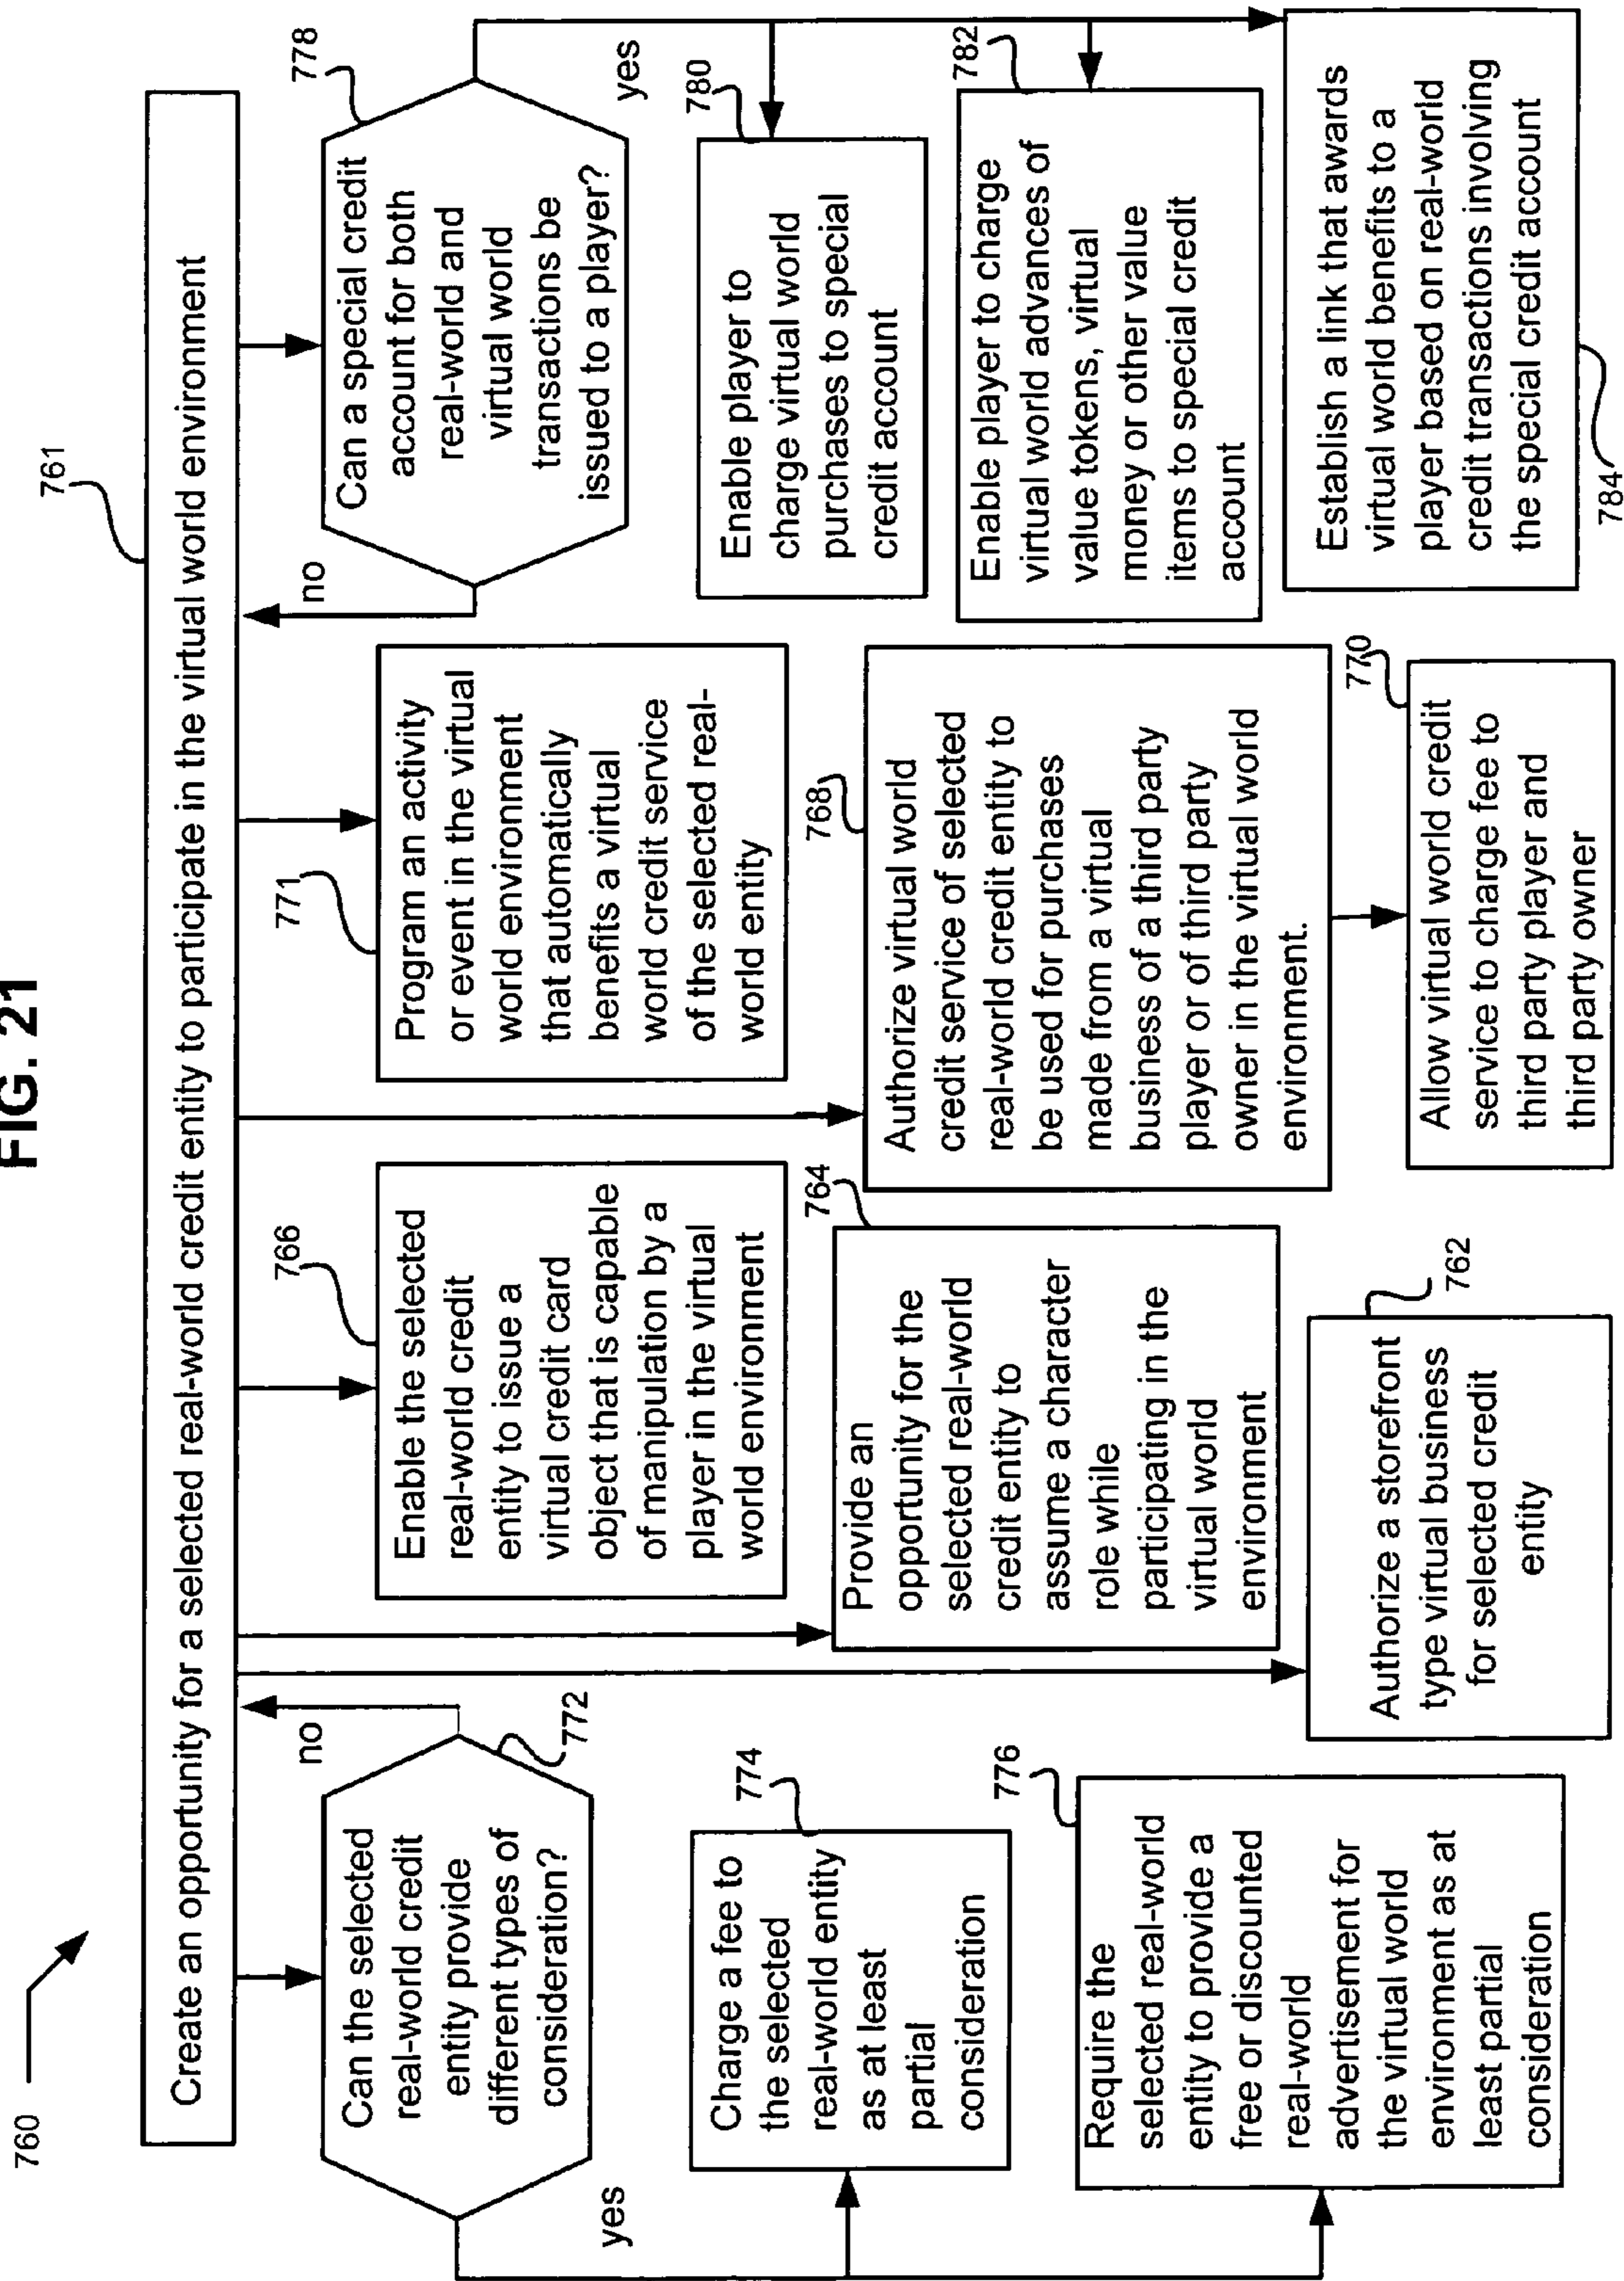 FIG. 21
760
761
Create an opportunity for a selected real-world credit entity to participate in the virtual world environment
Can the selected
real-world credit
entity provide
different types of
consideration?
no
772
yes
774
Charge a fee to
the selected
real-world entity
as at least
partial
consideration
776
Require the
selected real-world
entity to provide a
free or discounted
real-world
advertisement for
the virtual world
environment as at
least partial
consideration
766
Enable the selected
real-world credit
entity to issue a
virtual credit card
object that is capable
of manipulation by a
player in the virtual
world environment
764
Provide an
opportunity for the
selected real-world
credit entity to
assume a character
role while
participating in the
virtual world
environment
762
Authorize a storefront
type virtual business
for selected credit
entity
771
Program an activity
or event in the virtual
world environment
that automatically
benefits a virtual
world credit service
of the selected real-
world entity
768
Authorize virtual world
credit service of selected
real-world credit entity to
be used for purchases
made from a virtual
business of a third party
player or of third party
owner in the virtual world
environment.
770
Allow virtual world credit
service to charge fee to
third party player and
third party owner
778
Can a special credit
account for both
real-world and
virtual world
transactions be
issued to a player?
no
yes
780
Enable player to
charge virtual world
purchases to special
credit account
782
Enable player to charge
virtual world advances of
value tokens, virtual
money or other value
items to special credit
account
Establish a link that awards
virtual world benefits to a
player based on real-world
credit transactions involving
the special credit account
784